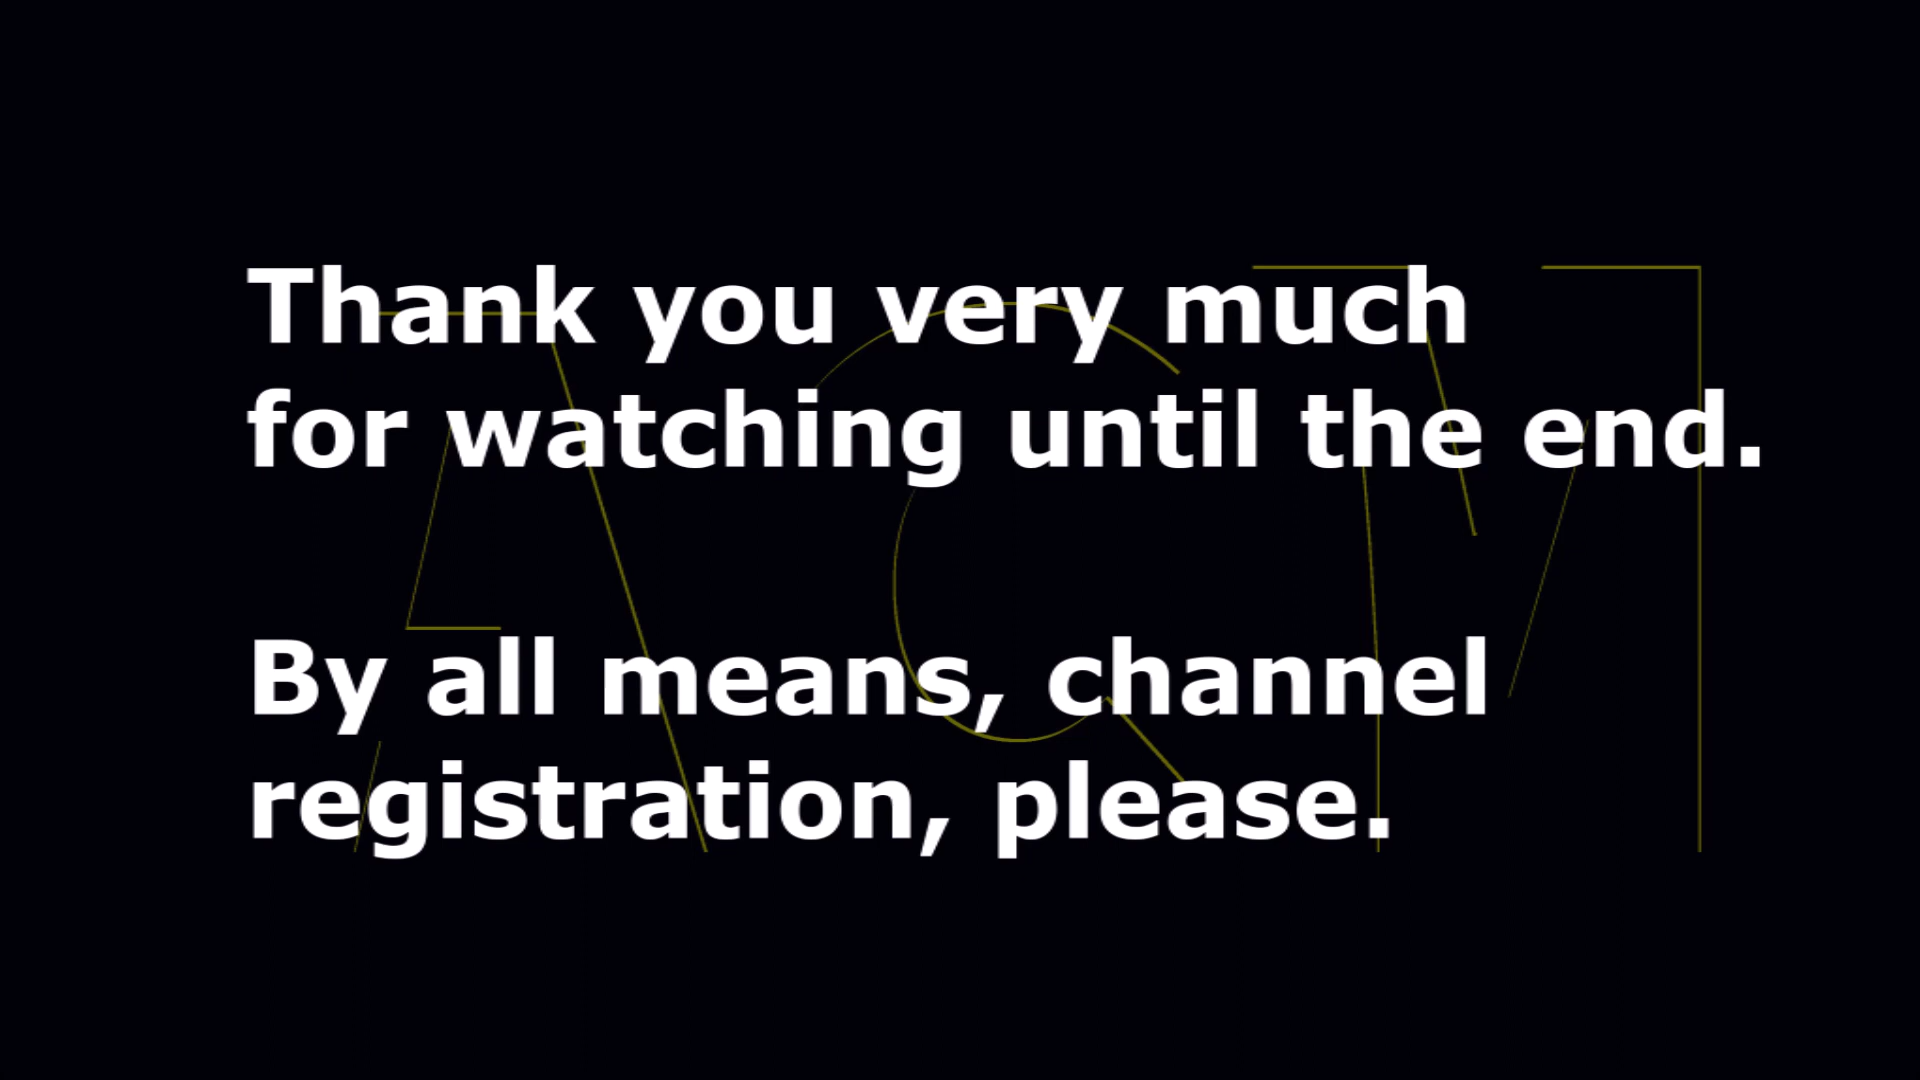 Thank you very much
for watching until the end.
By all means, channel
registration, please.